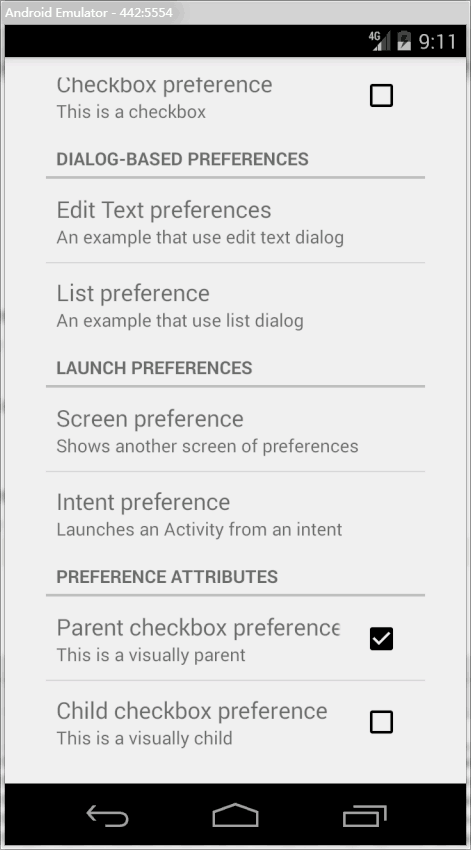 Android Emulator - 442:5554
4G 9:11
Checkbox preference
This is a checkbox
DIALOG-BASED PREFERENCES
Edit Text preferences
An example that use edit text dialog
List preference
An example that use list dialog
LAUNCH PREFERENCES
Screen preference
Shows another screen of preferences
Intent preference
Launches an Activity from an intent
PREFERENCE ATTRIBUTES
Parent checkbox preference
This is a visually parent
Child checkbox preference
This is a visually child